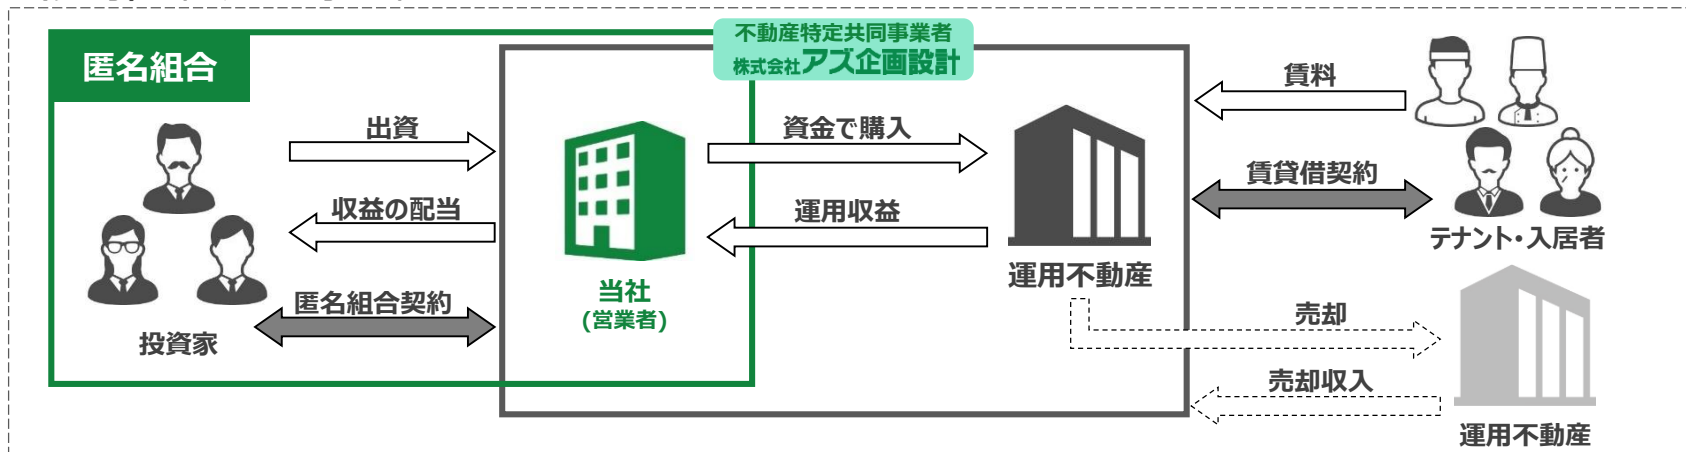 不動産特定共同事業者
株式会社アズ企画設計
匿名組合
出資
収益の配当
匿名組合契約
投資家
当社
(営業者)
資金で購入
運用収益
運用不動産
賃料
賃貸借契約
テナント・入居者
売却
売却収入
運用不動産